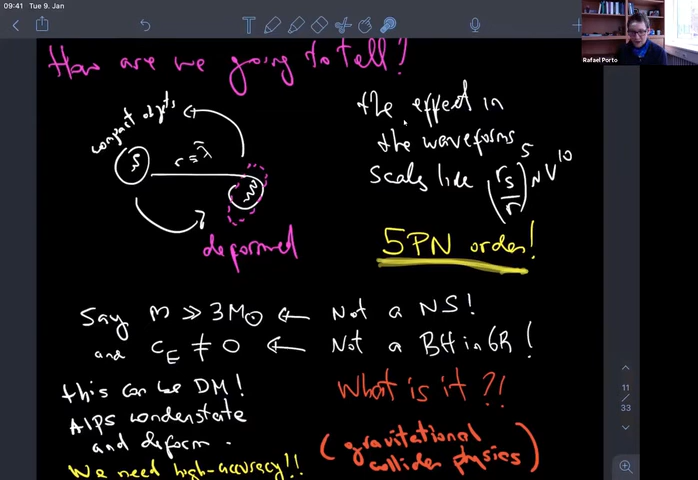 09:41 Tue 9. Jan
Rafael Porto
How are we going to tell?
compact objects
deformed
the effect in
the waveforms
scales like (rs/r)^5 ~ v^10
5PN order!
Say m ≫ 3M⊙ ← Not a NS!
and C_E ≠ 0 ← Not a BH in GR!
this can be DM!
What is it?!
ALPS condensate
and deform.
(gravitational
collider physics)
We need high-accuracy!!
11
33